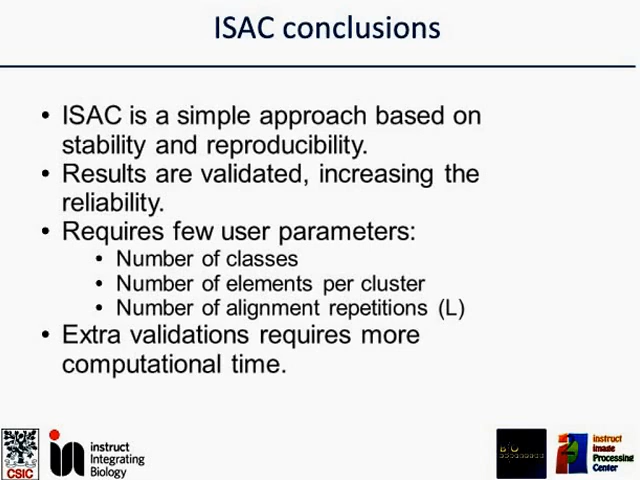 ISAC conclusions
• ISAC is a simple approach based on
stability and reproducibility.
• Results are validated, increasing the
reliability.
• Requires few user parameters:
• Number of classes
• Number of elements per cluster
• Number of alignment repetitions (L)
• Extra validations requires more
computational time.
CSIC
instruct
Integrating
Biology
instruct
Image
Processing
Center